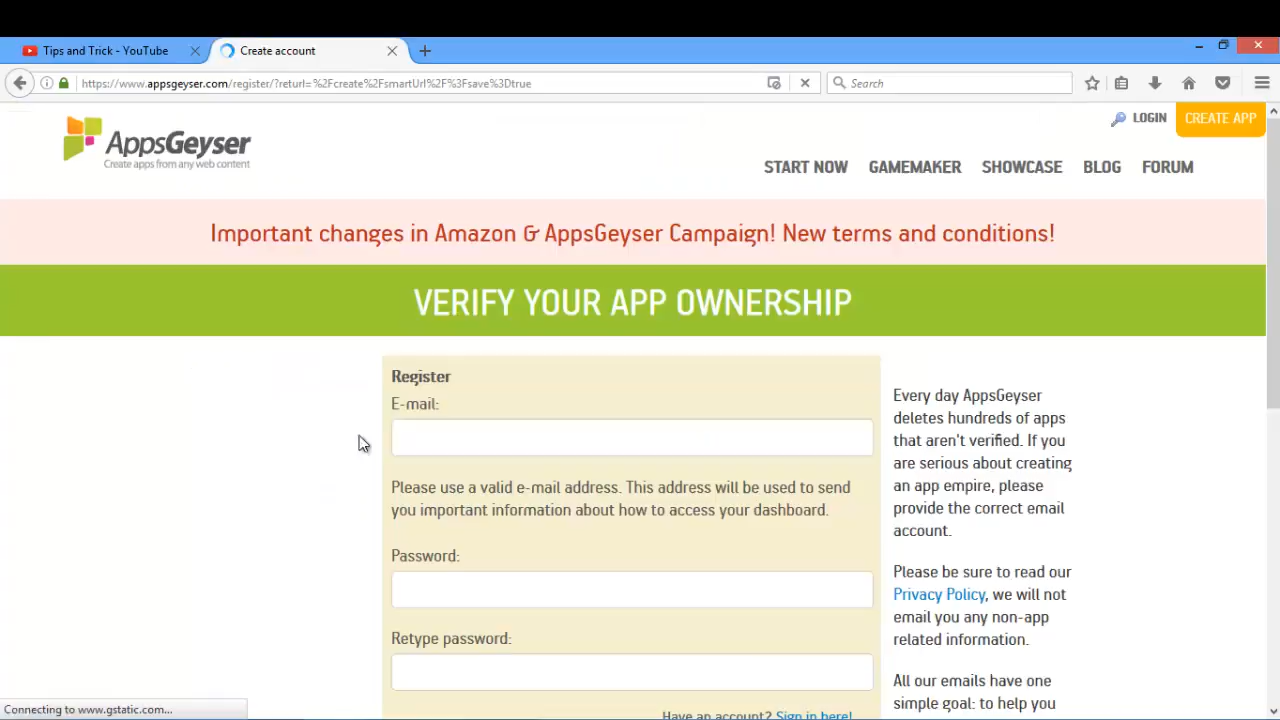 Tips and Trick - YouTube
Create account
https://www.appsgeyser.com/register/?returl=%2Fcreate%2FsmartUrl%2F%3Fsave%3Dtrue
Search
AppsGeyser
Create apps from any web content
LOGIN
CREATE APP
START NOW
GAMEMAKER
SHOWCASE
BLOG
FORUM
Important changes in Amazon & AppsGeyser Campaign! New terms and conditions!
VERIFY YOUR APP OWNERSHIP
Register
E-mail:
Please use a valid e-mail address. This address will be used to send
you important information about how to access your dashboard.
Password:
Retype password:
Have an account? Sign in here!
Every day AppsGeyser
deletes hundreds of apps
that aren't verified. If you
are serious about creating
an app empire, please
provide the correct email
account.
Please be sure to read our
Privacy Policy, we will not
email you any non-app
related information.
All our emails have one
simple goal: to help you
Connecting to www.gstatic.com...